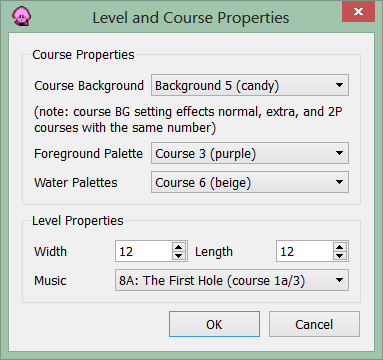 Level and Course Properties
Course Properties
Course Background Background 5 (candy)
(note: course BG setting effects normal, extra, and 2P
courses with the same number)
Foreground Palette Course 3 (purple)
Water Palettes Course 6 (beige)
Level Properties
Width 12 Length 12
Music 8A: The First Hole (course 1a/3)
OK Cancel